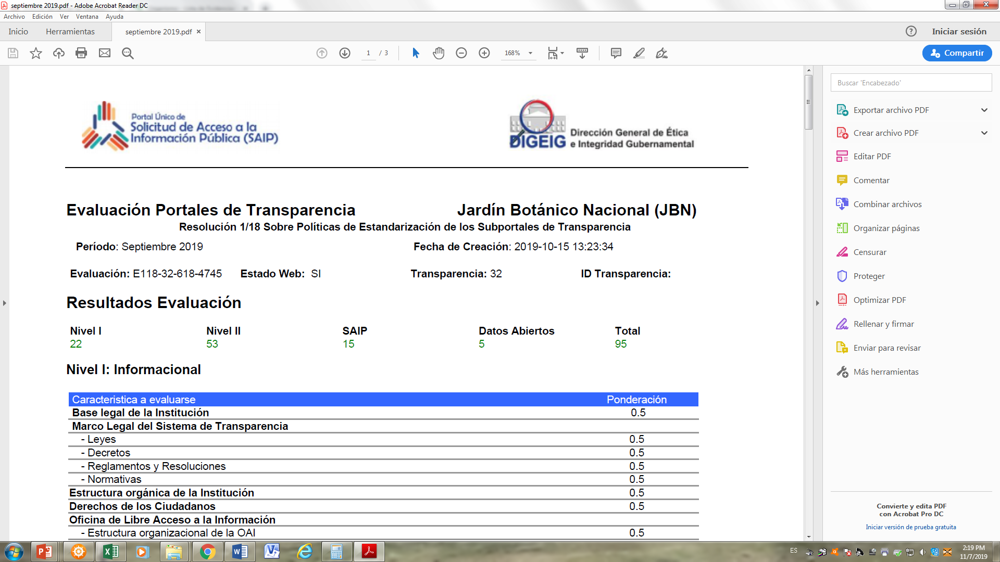 septiembre 2019.pdf - Adobe Acrobat Reader DC
Archivo Edición Ver Ventana Ayuda
Inicio Herramientas septiembre 2019.pdf × Iniciar sesión
1 / 3 168% Compartir
Portal Único de
Solicitud de Acceso a la
Información Pública (SAIP)
DIGEIG
Dirección General de Ética
e Integridad Gubernamental
Evaluación Portales de Transparencia Jardín Botánico Nacional (JBN)
Resolución 1/18 Sobre Políticas de Estandarización de los Subportales de Transparencia
Período: Septiembre 2019 Fecha de Creación: 2019-10-15 13:23:34
Evaluación: E118-32-618-4745 Estado Web: SI Transparencia: 32 ID Transparencia:
Resultados Evaluación
Nivel I Nivel II SAIP Datos Abiertos Total
22 53 15 5 95
Nivel I: Informacional
Caracteristica a evaluarse Ponderación
Base legal de la Institución 0.5
Marco Legal del Sistema de Transparencia
- Leyes 0.5
- Decretos 0.5
- Reglamentos y Resoluciones 0.5
- Normativas 0.5
Estructura orgánica de la Institución 0.5
Derechos de los Ciudadanos 0.5
Oficina de Libre Acceso a la Información
- Estructura organizacional de la OAI 0.5
Buscar 'Encabezado'
Exportar archivo PDF
Crear archivo PDF
Editar PDF
Comentar
Combinar archivos
Organizar páginas
Censurar
Proteger
Optimizar PDF
Rellenar y firmar
Enviar para revisar
Más herramientas
Convierte y edita PDF
con Acrobat Pro DC
Iniciar versión de prueba gratuita
ES
2:19 PM
11/7/2019